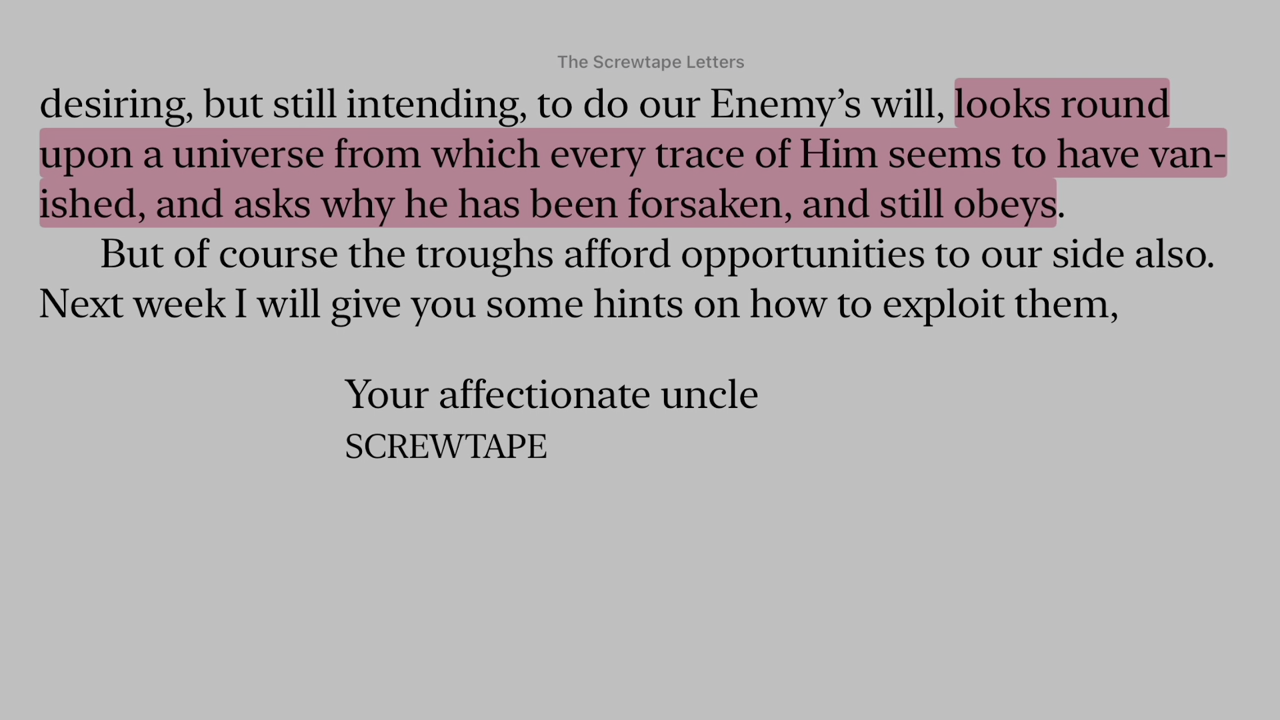 The Screwtape Letters
desiring, but still intending, to do our Enemy’s will, looks round
upon a universe from which every trace of Him seems to have van-
ished, and asks why he has been forsaken, and still obeys.
But of course the troughs afford opportunities to our side also.
Next week I will give you some hints on how to exploit them,
Your affectionate uncle
SCREWTAPE